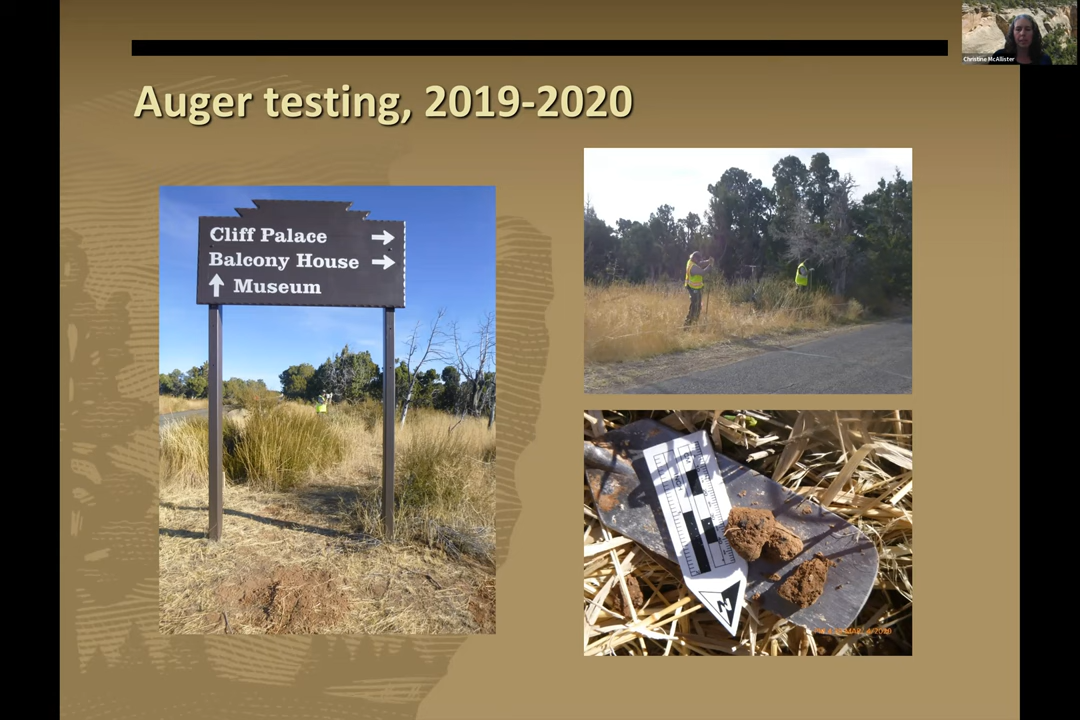 Christine McAllister
Auger testing, 2019-2020
Cliff Palace →
Balcony House →
↑ Museum
N